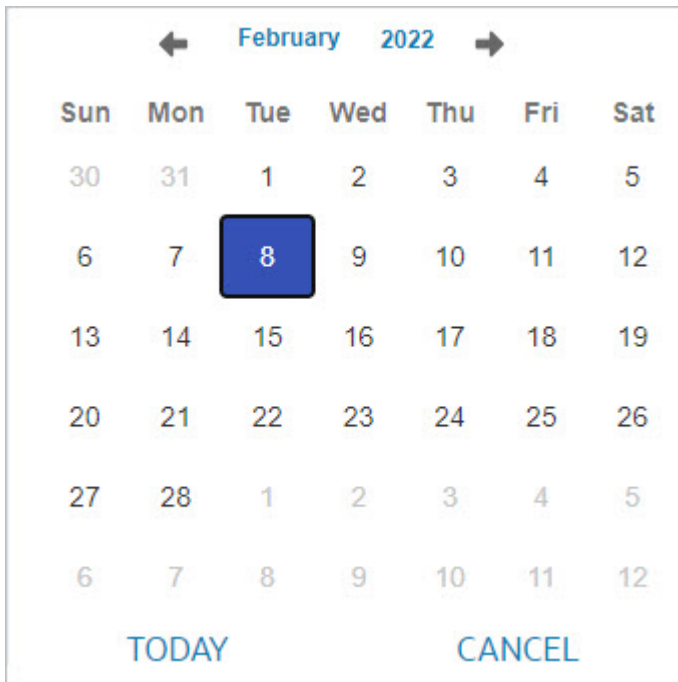 February 2022
Sun Mon Tue Wed Thu Fri Sat
30 31 1 2 3 4 5
6 7 8 9 10 11 12
13 14 15 16 17 18 19
20 21 22 23 24 25 26
27 28 1 2 3 4 5
6 7 8 9 10 11 12
TODAY CANCEL